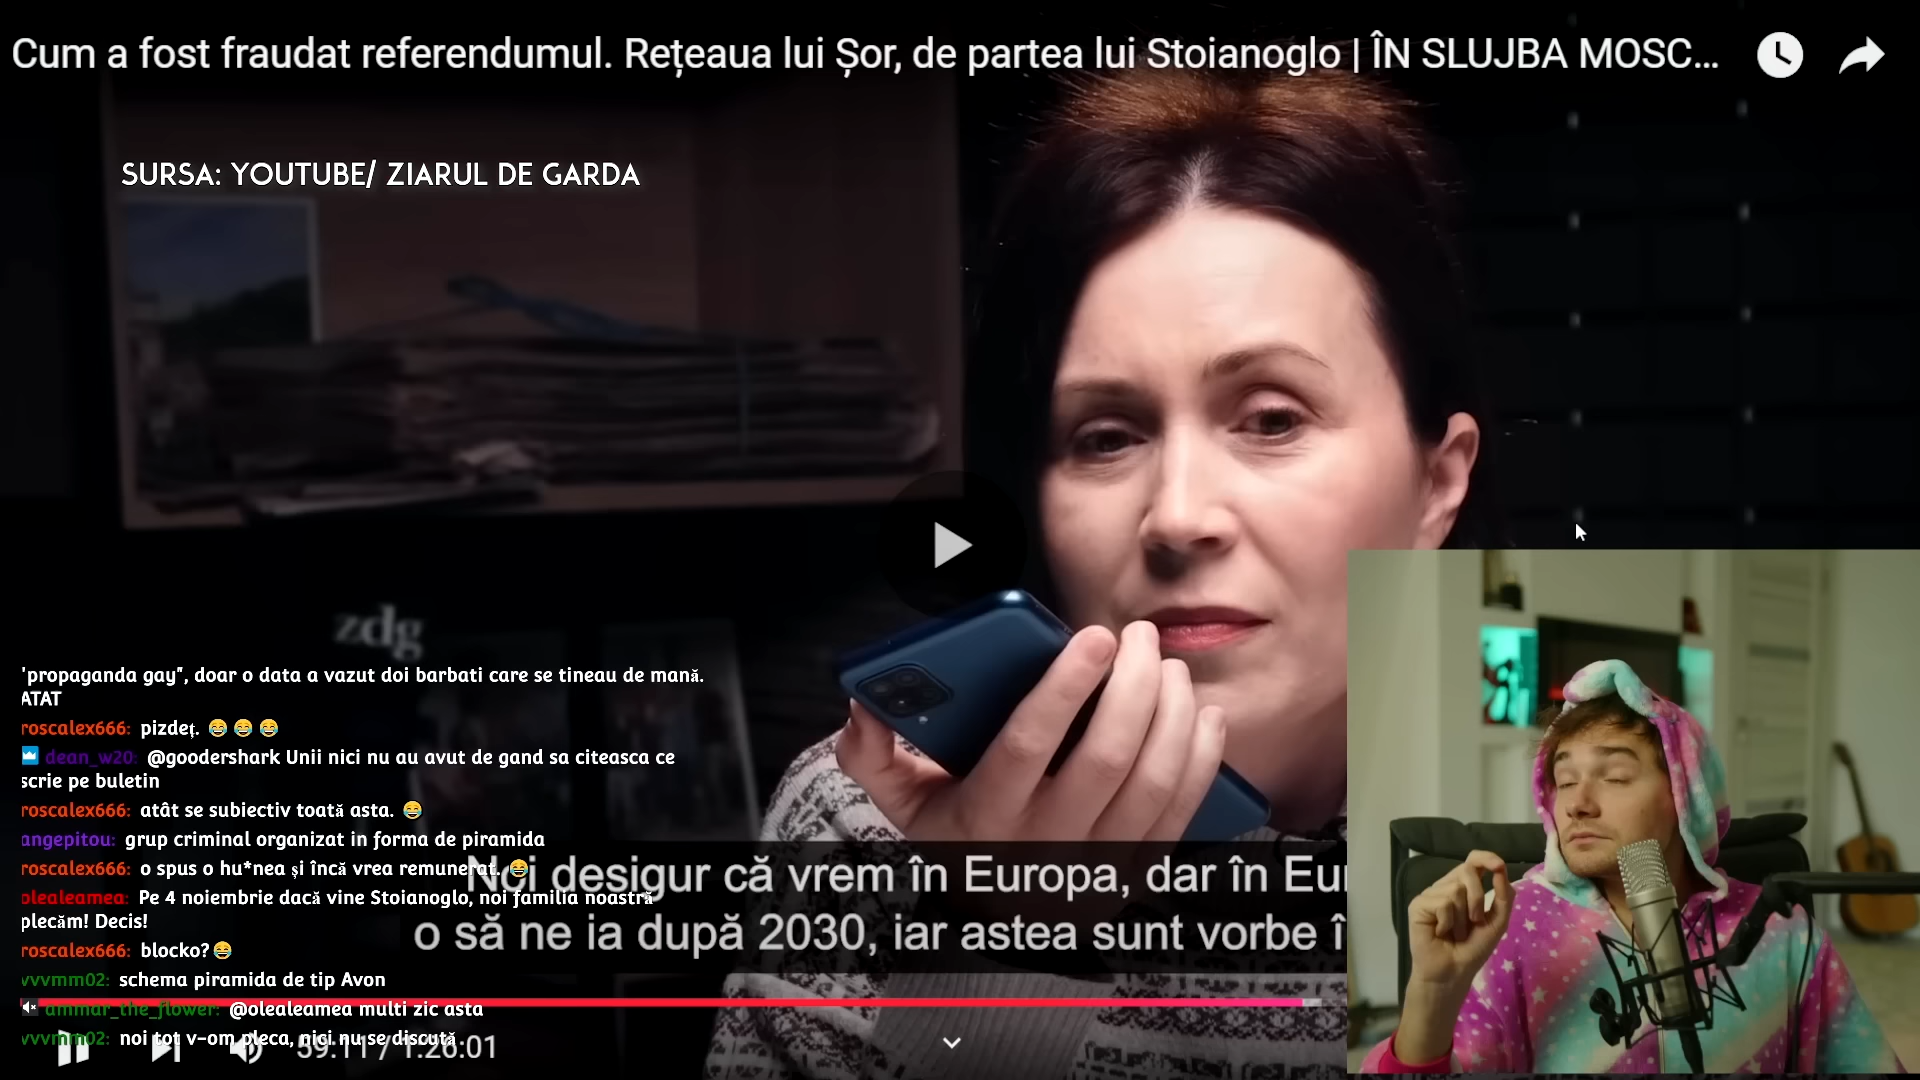 Cum a fost fraudat referendumul. Rețeaua lui Șor, de partea lui Stoianoglo | ÎN SLUJBA MOSC...
SURSA: YOUTUBE/ ZIARUL DE GARDA
zdg
"propaganda gay", doar o data a vazut doi barbati care se tineau de mană.
ATAT
roscalex666: pizdeț. 😂 😂 😂
dean_w20: @goodershark Unii nici nu au avut de gand sa citeasca ce
scrie pe buletin
roscalex666: atât se subiectiv toată asta. 😂
angepitou: grup criminal organizat in forma de piramida
roscalex666: o spus o hu*nea și încă vrea remunerat. 😂
Noi desigur că vrem în Europa, dar în Eur
olealeamea: Pe 4 noiembrie dacă vine Stoianoglo, noi familia noastră
plecăm! Decis!
o să ne ia după 2030, iar astea sunt vorbe î
roscalex666: blocko? 😂
vvvmm02: schema piramida de tip Avon
ammar_the_flower: @olealeamea multi zic asta
vvvmm02: noi tot v-om pleca, nici nu se discută.
59:11 / 1:26:01